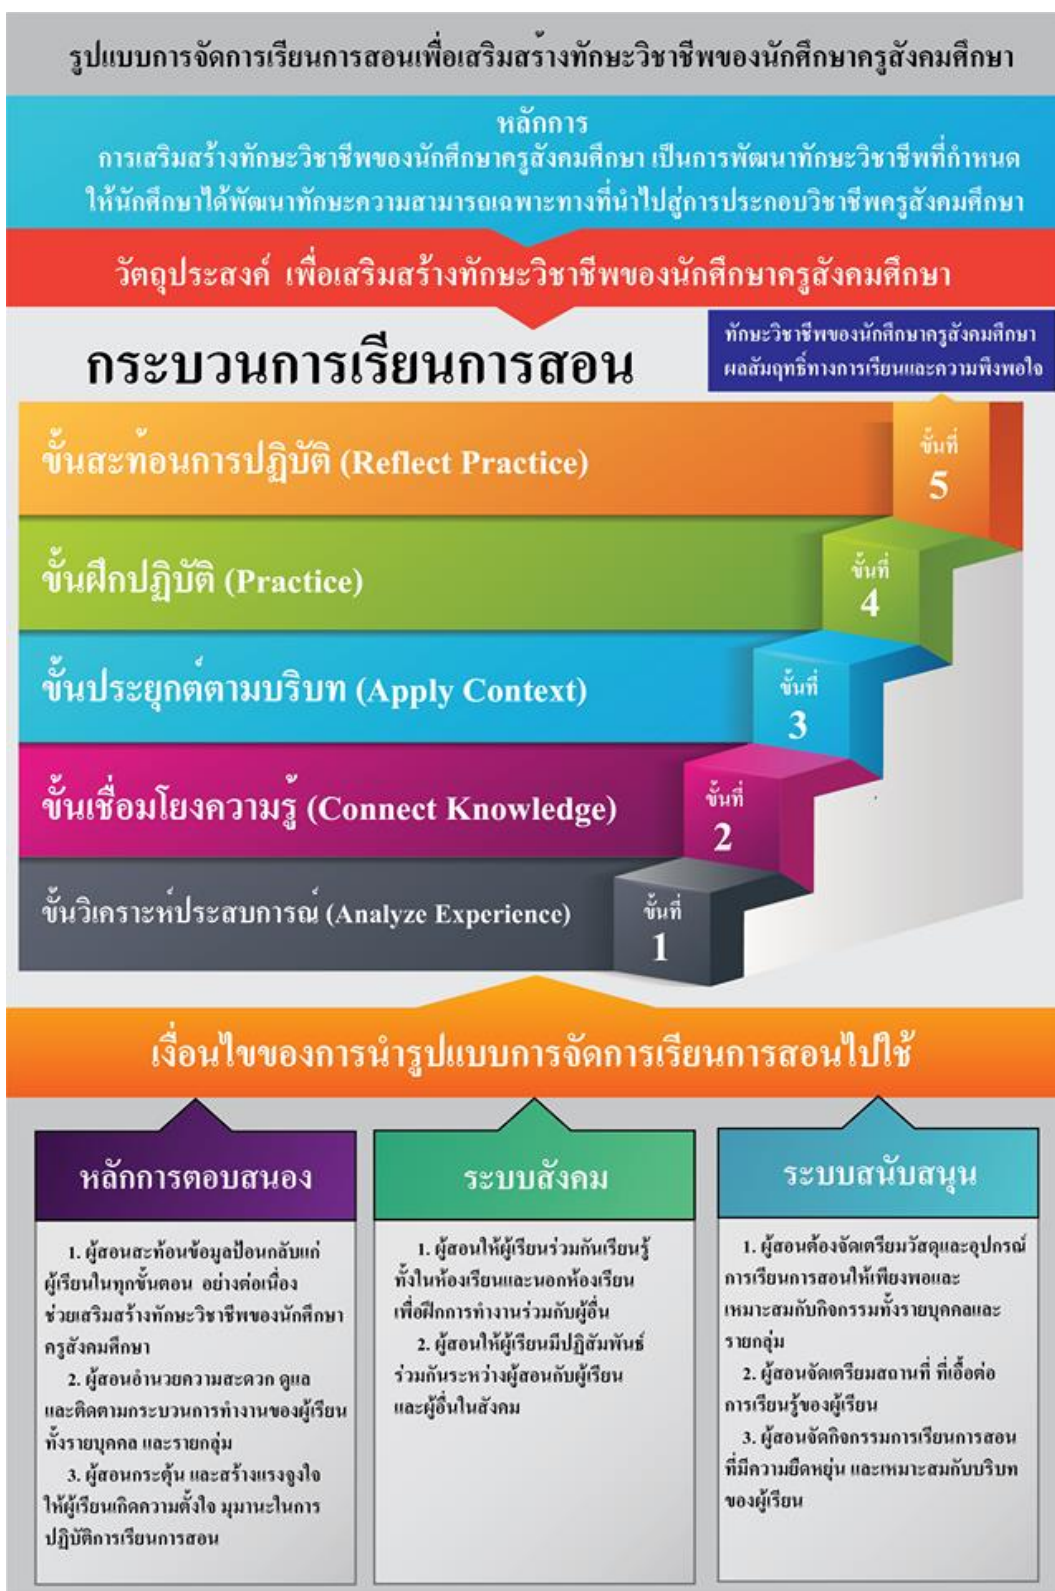 รูปแบบการจัดการเรียนการสอนเพื่อเสริมสร้างทักษะวิชาชีพของนักศึกษาครูสังคมศึกษา
หลักการ
การเสริมสร้างทักษะวิชาชีพของนักศึกษาครูสังคมศึกษา เป็นการพัฒนาทักษะวิชาชีพที่กำหนด
ให้นักศึกษาได้พัฒนาทักษะความสามารถเฉพาะทางที่นำไปสู่การประกอบวิชาชีพครูสังคมศึกษา
วัตถุประสงค์ เพื่อเสริมสร้างทักษะวิชาชีพของนักศึกษาครูสังคมศึกษา
กระบวนการเรียนการสอน
ทักษะวิชาชีพของนักศึกษาครูสังคมศึกษา
ผลสัมฤทธิ์ทางการเรียนและความพึงพอใจ
ขั้นสะท้อนการปฏิบัติ (Reflect Practice)
ขั้นที่
5
ขั้นฝึกปฏิบัติ (Practice)
ขั้นที่
4
ขั้นประยุกต์ตามบริบท (Apply Context)
ขั้นที่
3
ขั้นเชื่อมโยงความรู้ (Connect Knowledge)
ขั้นที่
2
ขั้นวิเคราะห์ประสบการณ์ (Analyze Experience)
ขั้นที่
1
เงื่อนไขของการนำรูปแบบการจัดการเรียนการสอนไปใช้
หลักการตอบสนอง
1. ผู้สอนสะท้อนข้อมูลป้อนกลับแก่
ผู้เรียนในทุกขั้นตอน อย่างต่อเนื่อง
ช่วยเสริมสร้างทักษะวิชาชีพของนักศึกษา
ครูสังคมศึกษา
2. ผู้สอนอำนวยความสะดวก ดูแล
และติดตามกระบวนการทำงานของผู้เรียน
ทั้งรายบุคคล และรายกลุ่ม
3. ผู้สอนกระตุ้น และสร้างแรงจูงใจ
ให้ผู้เรียนเกิดความตั้งใจ มุมานะในการ
ปฏิบัติการเรียนการสอน
ระบบสังคม
1. ผู้สอนให้ผู้เรียนร่วมกันเรียนรู้
ทั้งในห้องเรียนและนอกห้องเรียน
เพื่อฝึกการทำงานร่วมกับผู้อื่น
2. ผู้สอนให้ผู้เรียนมีปฏิสัมพันธ์
ร่วมกันระหว่างผู้สอนกับผู้เรียน
และผู้อื่นในสังคม
ระบบสนับสนุน
1. ผู้สอนต้องจัดเตรียมวัสดุและอุปกรณ์
การเรียนการสอนให้เพียงพอและ
เหมาะสมกับกิจกรรมทั้งรายบุคคลและ
รายกลุ่ม
2. ผู้สอนจัดเตรียมสถานที่ ที่เอื้อต่อ
การเรียนรู้ของผู้เรียน
3. ผู้สอนจัดกิจกรรมการเรียนการสอน
ที่มีความยืดหยุ่น และเหมาะสมกับบริบท
ของผู้เรียน